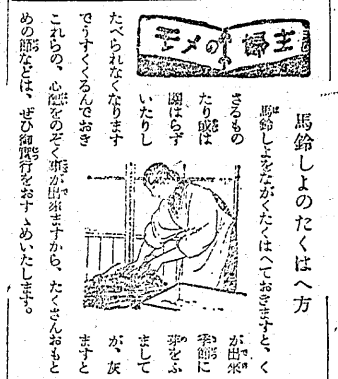 主婦のメモ
馬鈴しよのたくはへ方
馬鈴しよをながくたくはへておきますと、く
さるものが出來
たり或は季節に
關はらず芽をふ
いたりしまして
たべられなくなりますが、灰
でうすくくるんでおきますと
これらの、心配をのぞく事が出來ますから、たくさんおもと
めの節などは、ぜひ御實行をおすゝめいたします。